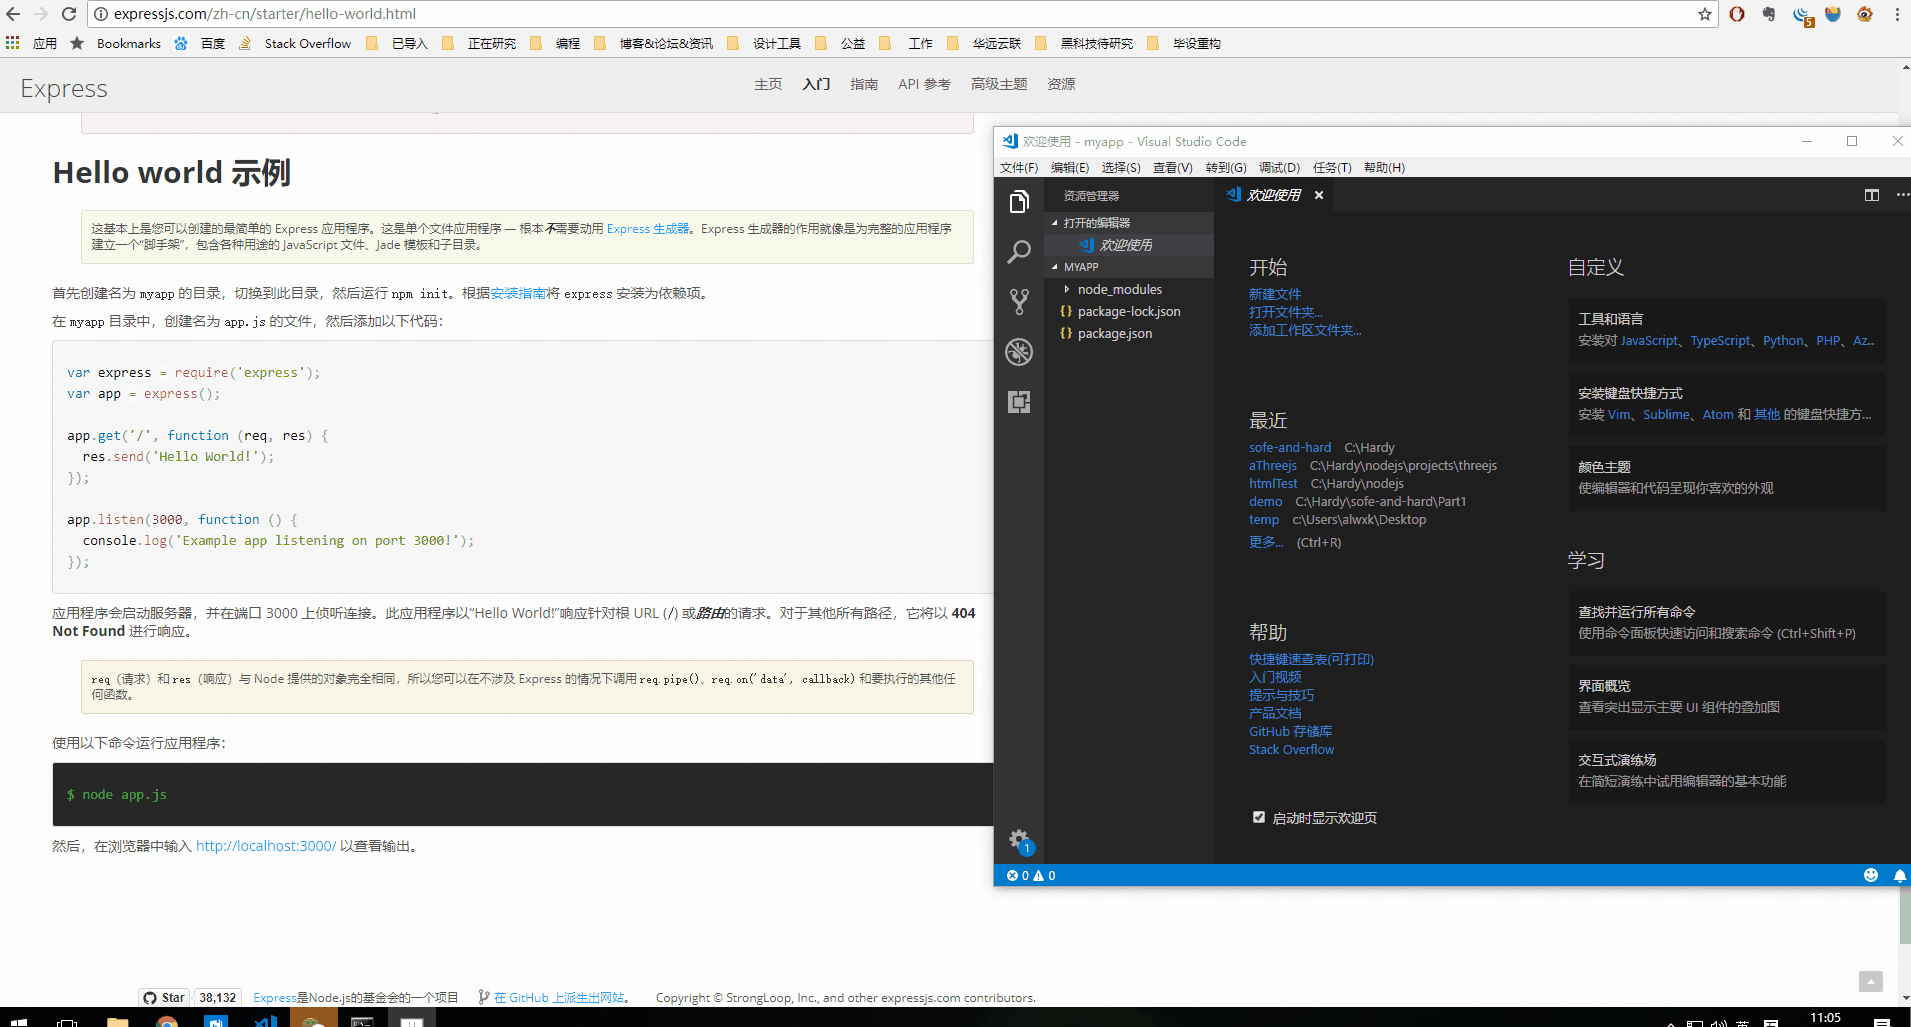 expressjs.com/zh-cn/starter/hello-world.html
应用 Bookmarks 百度 Stack Overflow 已导入 正在研究 编程 博客&论坛&资讯 设计工具 公益 工作 华远云联 黑科技待研究 毕设重构
5
Express
主页 入门 指南 API 参考 高级主题 资源
Hello world 示例
这基本上是您可以创建的最简单的 Express 应用程序。这是单个文件应用程序 — 根本不需要动用 Express 生成器。Express 生成器的作用就像是为完整的应用程序
建立一个“脚手架”，包含各种用途的 JavaScript 文件、Jade 模板和子目录。
首先创建名为 myapp 的目录，切换到此目录，然后运行 npm init。根据安装指南将 express 安装为依赖项。
在 myapp 目录中，创建名为 app.js 的文件，然后添加以下代码：
var express = require('express');
var app = express();
app.get('/', function (req, res) {
res.send('Hello World!');
});
app.listen(3000, function () {
console.log('Example app listening on port 3000!');
});
应用程序会启动服务器，并在端口 3000 上侦听连接。此应用程序以“Hello World!”响应针对根 URL (/) 或路由的请求。对于其他所有路径，它将以 404
Not Found 进行响应。
req（请求）和 res（响应）与 Node 提供的对象完全相同，所以您可以在不涉及 Express 的情况下调用 req.pipe()、req.on('data', callback) 和要执行的其他任
何函数。
使用以下命令运行应用程序：
$ node app.js
然后，在浏览器中输入 http://localhost:3000/ 以查看输出。
Star 38,132 Express是Node.js的基金会的一个项目 在 GitHub 上派生出网站。 Copyright © StrongLoop, Inc., and other expressjs.com contributors.
欢迎使用 - myapp - Visual Studio Code
文件(F) 编辑(E) 选择(S) 查看(V) 转到(G) 调试(D) 任务(T) 帮助(H)
资源管理器
打开的编辑器
欢迎使用
MYAPP
node_modules
{} package-lock.json
{} package.json
1
欢迎使用
开始
新建文件
打开文件夹...
添加工作区文件夹...
最近
sofe-and-hard C:\Hardy
aThreejs C:\Hardy\nodejs\projects\threejs
htmlTest C:\Hardy\nodejs
demo C:\Hardy\sofe-and-hard\Part1
temp c:\Users\alwxk\Desktop
更多... (Ctrl+R)
帮助
快捷键速查表(可打印)
入门视频
提示与技巧
产品文档
GitHub 存储库
Stack Overflow
启动时显示欢迎页
自定义
工具和语言
安装对 JavaScript、TypeScript、Python、PHP、Az..
安装键盘快捷方式
安装 Vim、Sublime、Atom 和 其他 的键盘快捷方...
颜色主题
使编辑器和代码呈现你喜欢的外观
学习
查找并运行所有命令
使用命令面板快速访问和搜索命令 (Ctrl+Shift+P)
界面概览
查看突出显示主要 UI 组件的叠加图
交互式演练场
在简短演练中试用编辑器的基本功能
0 0
11:05